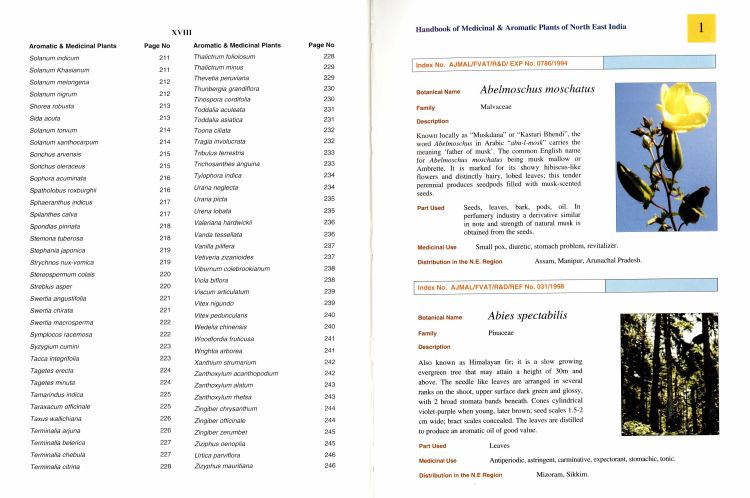 XVIII
Aromatic & Medicinal Plants Page No
Solanum indicum 211
Solanum Khasianum 211
Solanum melongena 212
Solanum nigrum 212
Shorea robusta 213
Sida acuta 213
Solanum torvum 214
Solanum xanthocarpum 214
Sonchus arvensis 215
Sonchus oleraceus 215
Sophora acuminata 216
Spatholobus roxburghii 216
Sphaeranthus indicus 217
Spilanthes calva 217
Spondias pinnata 218
Stemona tuberosa 218
Stephania japonica 219
Strychnos nux-vomica 219
Stereospermum colais 220
Streblus asper 220
Swertia angustifolia 221
Swertia chirata 221
Swertia macrosperma 222
Symplocos racemosa 222
Syzygium cumini 223
Tacca integrifolia 223
Tagetes erecta 224
Tagetes minuta 224
Tamarindus indica 225
Taraxacum officinale 225
Taxus wallichiana 226
Terminalia arjuna 226
Terminalia belerica 227
Terminalia chebula 227
Terminalia citrina 228
Aromatic & Medicinal Plants Page No
Thalictrum foliolosum 228
Thalictrum minus 229
Thevetia peruviana 229
Thunbergia grandiflora 230
Tinospora cordifolia 230
Toddalia aculeata 231
Toddalia asiatica 231
Toona ciliata 232
Tragia involucrata 232
Tribulus terrestris 233
Trichosanthes anguina 233
Tylophora indica 234
Uraria neglecta 234
Uraria picta 235
Urena lobata 235
Valeriana hardwickii 236
Vanda tessellata 236
Vanilla pilifera 237
Vetiveria zizanioides 237
Viburnum colebrookianum 238
Viola biflora 238
Viscum articulatum 239
Vitex nigundo 239
Vitex peduncularis 240
Wedelia chinensis 240
Woodfordia fruticusa 241
Wrightia arborea 241
Xanthium strumarium 242
Zanthoxylum acanthopodium 242
Zanthoxylum alatum 243
Zanthoxylum rhetsa 243
Zingiber chrysanthum 244
Zingiber officinale 244
Zingiber zerumbet 245
Ziziphus oenoplia 245
Urtica parviflora 246
Zizyphus mauritiana 246
Handbook of Medicinal & Aromatic Plants of North East India 1
Index No. AJMAL/FVAT/R&D/ EXP No. 0786/1994
Botanical Name Abelmoschus moschatus
Family Malvaceae
Description
Known locally as "Muskdana" or "Kasturi Bhendi", the
word Abelmoschus in Arabic "abu-l-mosk" carries the
meaning 'father of musk'. The common English name
for Abelmoschus moschatus being musk mallow or
Ambrette. It is marked for its showy hibiscus-like
flowers and distinctly hairy, lobed leaves; this tender
perennial produces seedpods filled with musk-scented
seeds.
Part Used Seeds, leaves, bark, pods, oil. In
perfumery industry a derivative similar
in note and strength of natural musk is
obtained from the seeds.
Medicinal Use Small pox, diuretic, stomach problem, revitalizer.
Distribution in the N.E. Region Assam, Manipur, Arunachal Pradesh.
Index No. AJMAL/FVAT/R&D/REF No. 031/1998
Botanical Name Abies spectabilis
Family Pinaceae
Description
Also known as Himalayan fir; it is a slow growing
evergreen tree that may attain a height of 30m and
above. The needle like leaves are arranged in several
ranks on the shoot, upper surface dark green and glossy,
with 2 broad stomata bands beneath. Cones cylindrical
violet-purple when young, later brown; seed scales 1.5-2
cm wide; bract scales concealed. The leaves are distilled
to produce an aromatic oil of good value.
Part Used Leaves
Medicinal Use Antiperiodic, astringent, carminative, expectorant, stomachic, tonic.
Distribution in the N.E Region Mizoram, Sikkim.